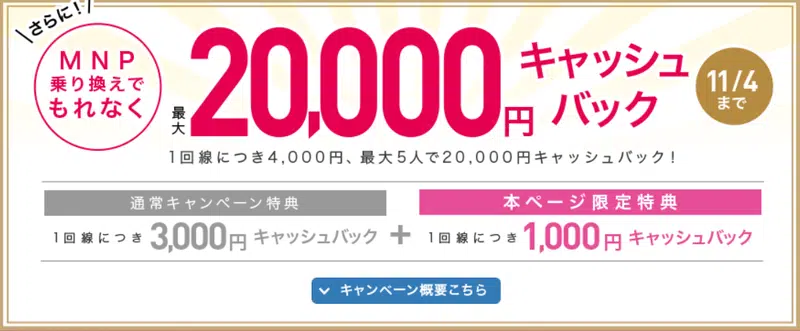 さらに!
MNP
乗り換えで
もれなく
最大20,000円
キャッシュ
バック
11/4
まで
1回線につき4,000円、最大5人で20,000円キャッシュバック!
通常キャンペーン特典
1回線につき3,000円キャッシュバック
+
本ページ限定特典
1回線につき1,000円キャッシュバック
キャンペーン概要こちら